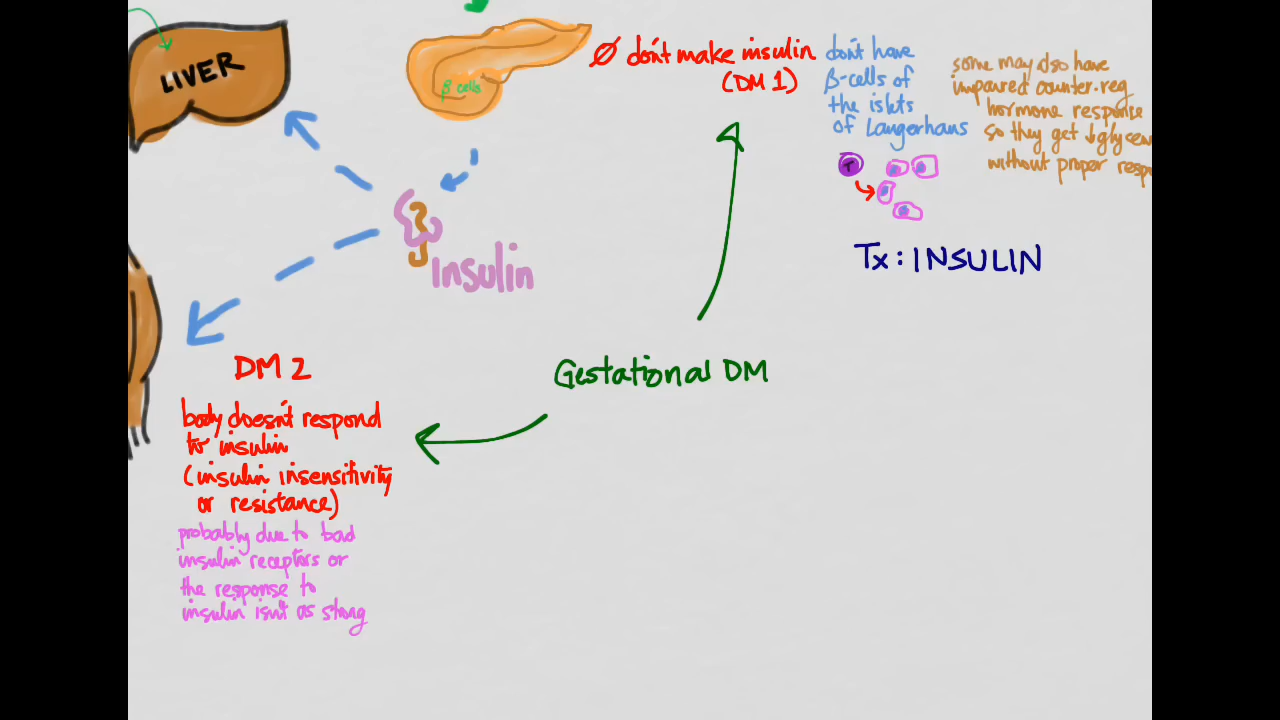 LIVER
β cells
Ø don't make insulin
(DM 1)
don't have
β-cells of
the islets
of Langerhans
some may also have
impaired counter-reg
hormone response
so they get ↓glycem
without proper resp
T
Tx: INSULIN
Insulin
DM 2
body doesn't respond
to insulin
(insulin insensitivity
or resistance)
probably due to bad
insulin receptors or
the response to
insulin isn't as strong
Gestational DM